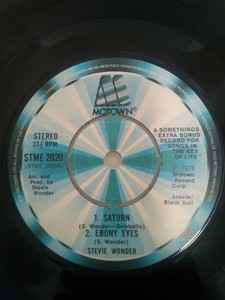 MOTOWN®
STEREO
33⅓ RPM
STME 2020
Arr. and
Prod. by
Stevie
Wonder
A SOMETHINGS
EXTRA BONUS
RECORD FOR
SONGS IN
THE KEY
OF LIFE
℗ 1976
Motown
Record
Corp.
Jobete/
Black Bull
1. SATURN
(S. Wonder-Sembello)
2. EBONY EYES
(S. Wonder)
STEVIE WONDER